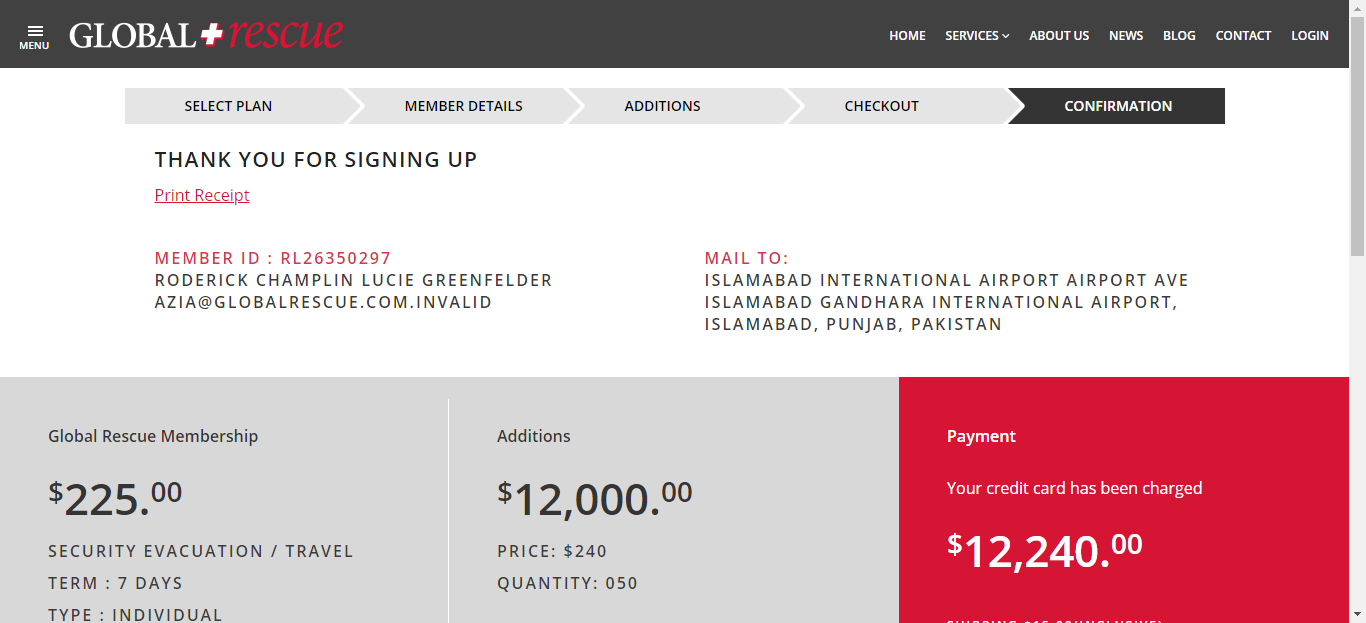 MENU
GLOBAL rescue
HOME SERVICES ABOUT US NEWS BLOG CONTACT LOGIN
SELECT PLAN
MEMBER DETAILS
ADDITIONS
CHECKOUT
CONFIRMATION
THANK YOU FOR SIGNING UP
Print Receipt
MEMBER ID : RL26350297
RODERICK CHAMPLIN LUCIE GREENFELDER
AZIA@GLOBALRESCUE.COM.INVALID
MAIL TO:
ISLAMABAD INTERNATIONAL AIRPORT AIRPORT AVE
ISLAMABAD GANDHARA INTERNATIONAL AIRPORT,
ISLAMABAD, PUNJAB, PAKISTAN
Global Rescue Membership
$225.00
SECURITY EVACUATION / TRAVEL
TERM : 7 DAYS
TYPE : INDIVIDUAL
Additions
$12,000.00
PRICE: $240
QUANTITY: 050
Payment
Your credit card has been charged
$12,240.00
SHIPPING $15.00(INCLUSIVE)